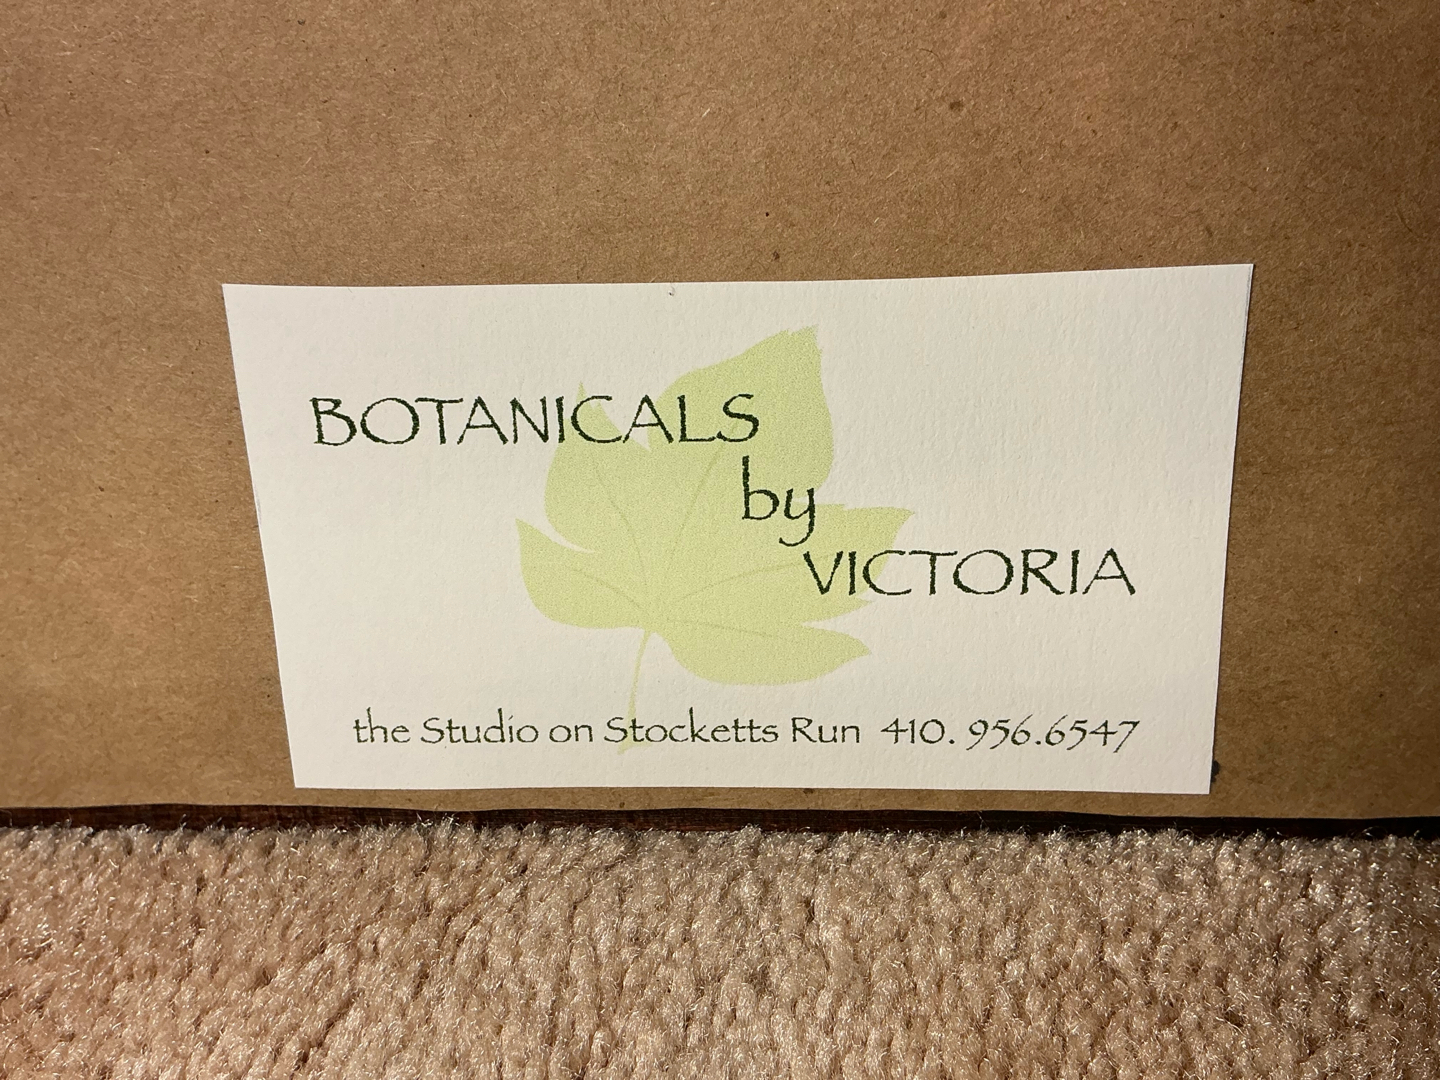 BOTANICALS
by
VICTORIA
the Studio on Stocketts Run 410. 956.6547